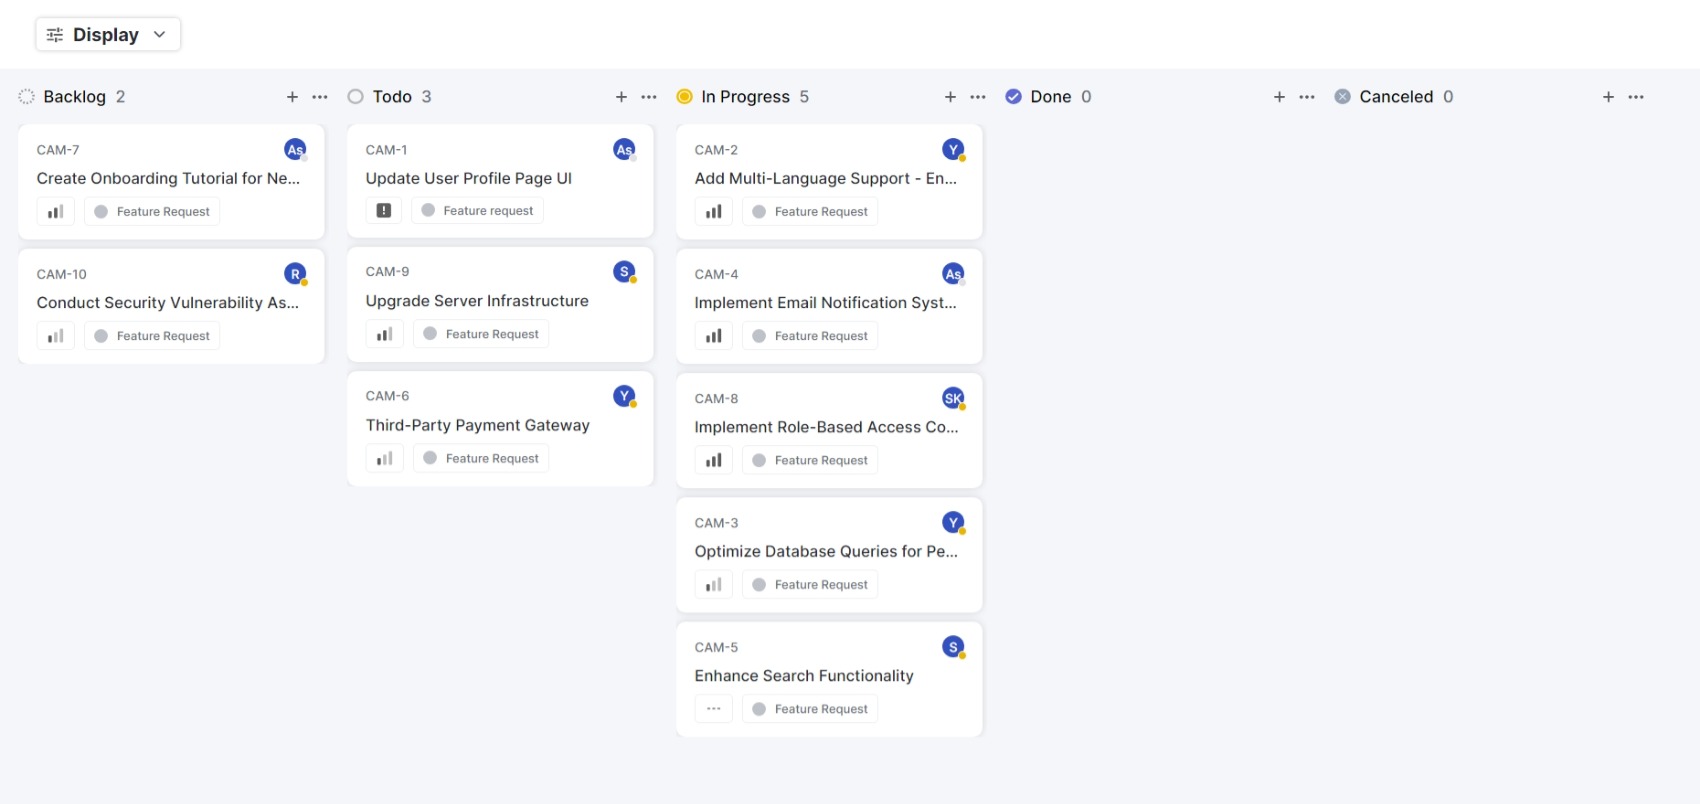 Display
Backlog 2
CAM-7
As
Create Onboarding Tutorial for Ne...
Feature Request
CAM-10
R
Conduct Security Vulnerability As...
Feature Request
Todo 3
CAM-1
As
Update User Profile Page UI
Feature request
CAM-9
S
Upgrade Server Infrastructure
Feature Request
CAM-6
Y
Third-Party Payment Gateway
Feature Request
In Progress 5
CAM-2
Y
Add Multi-Language Support - En...
Feature Request
CAM-4
As
Implement Email Notification Syst...
Feature Request
CAM-8
SK
Implement Role-Based Access Co...
Feature Request
CAM-3
Y
Optimize Database Queries for Pe...
Feature Request
CAM-5
S
Enhance Search Functionality
Feature Request
Done 0
Canceled 0